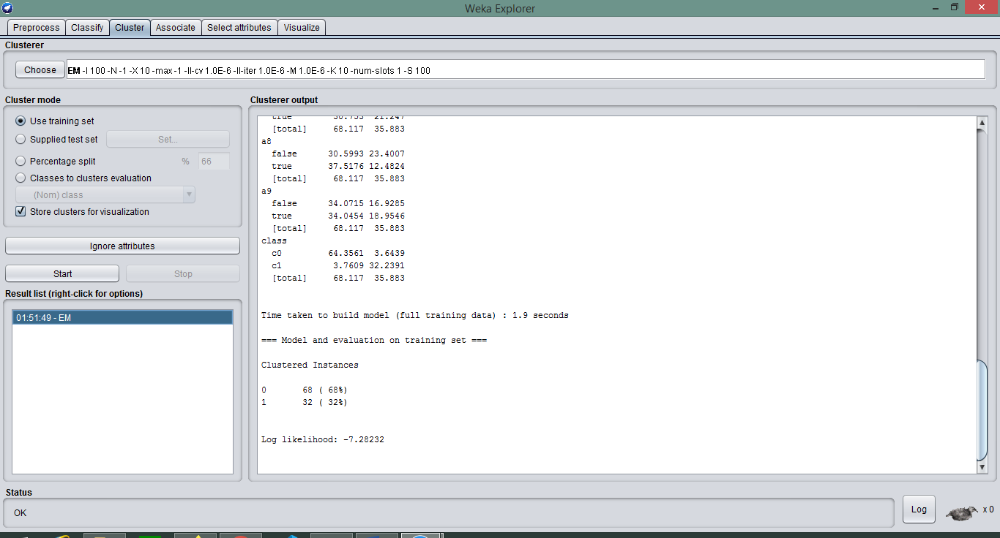 Weka Explorer
Preprocess Classify Cluster Associate Select attributes Visualize
Clusterer
Choose EM -I 100 -N -1 -X 10 -max -1 -ll-cv 1.0E-6 -ll-iter 1.0E-6 -M 1.0E-6 -K 10 -num-slots 1 -S 100
Cluster mode
Use training set
Supplied test set Set...
Percentage split % 66
Classes to clusters evaluation
(Nom) class
Store clusters for visualization
Ignore attributes
Start Stop
Result list (right-click for options)
01:51:49 - EM
Clusterer output
true 36.753 21.247
[total] 68.117 35.883
a8
false 30.5993 23.4007
true 37.5176 12.4824
[total] 68.117 35.883
a9
false 34.0715 16.9285
true 34.0454 18.9546
[total] 68.117 35.883
class
c0 64.3561 3.6439
c1 3.7609 32.2391
[total] 68.117 35.883
Time taken to build model (full training data) : 1.9 seconds
=== Model and evaluation on training set ===
Clustered Instances
0 68 ( 68%)
1 32 ( 32%)
Log likelihood: -7.28232
Status
OK
Log
x 0